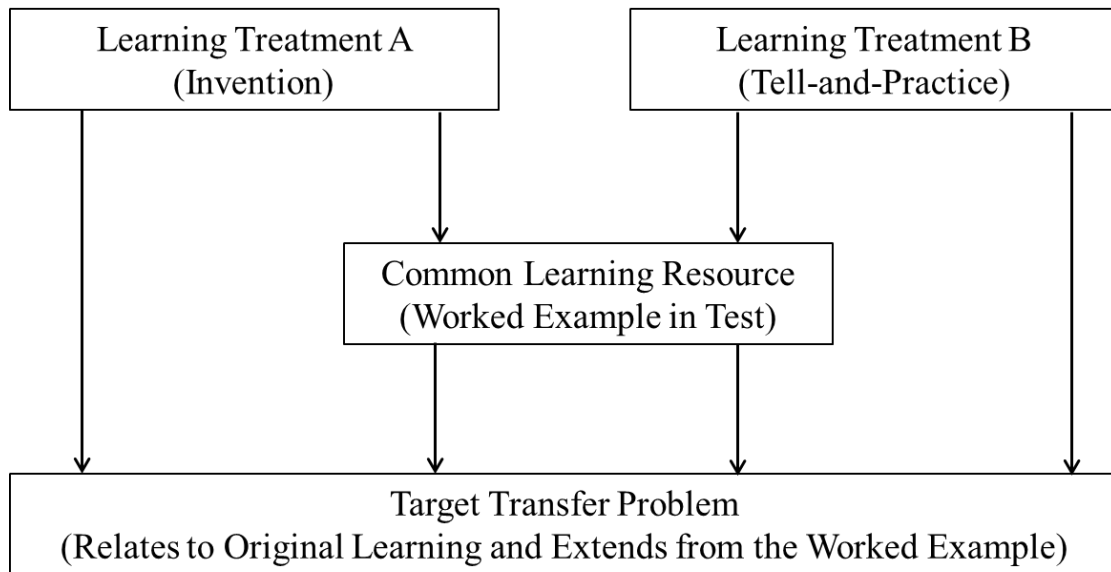 Learning Treatment A
(Invention)
Learning Treatment B
(Tell-and-Practice)
Common Learning Resource
(Worked Example in Test)
Target Transfer Problem
(Relates to Original Learning and Extends from the Worked Example)